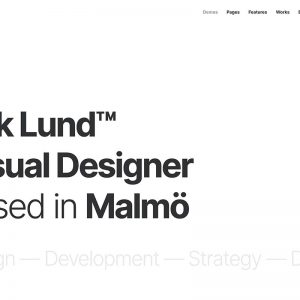 Demos Pages Features Works
k Lund™
sual Designer
sed in Malmö
gn — Development — Strategy — D